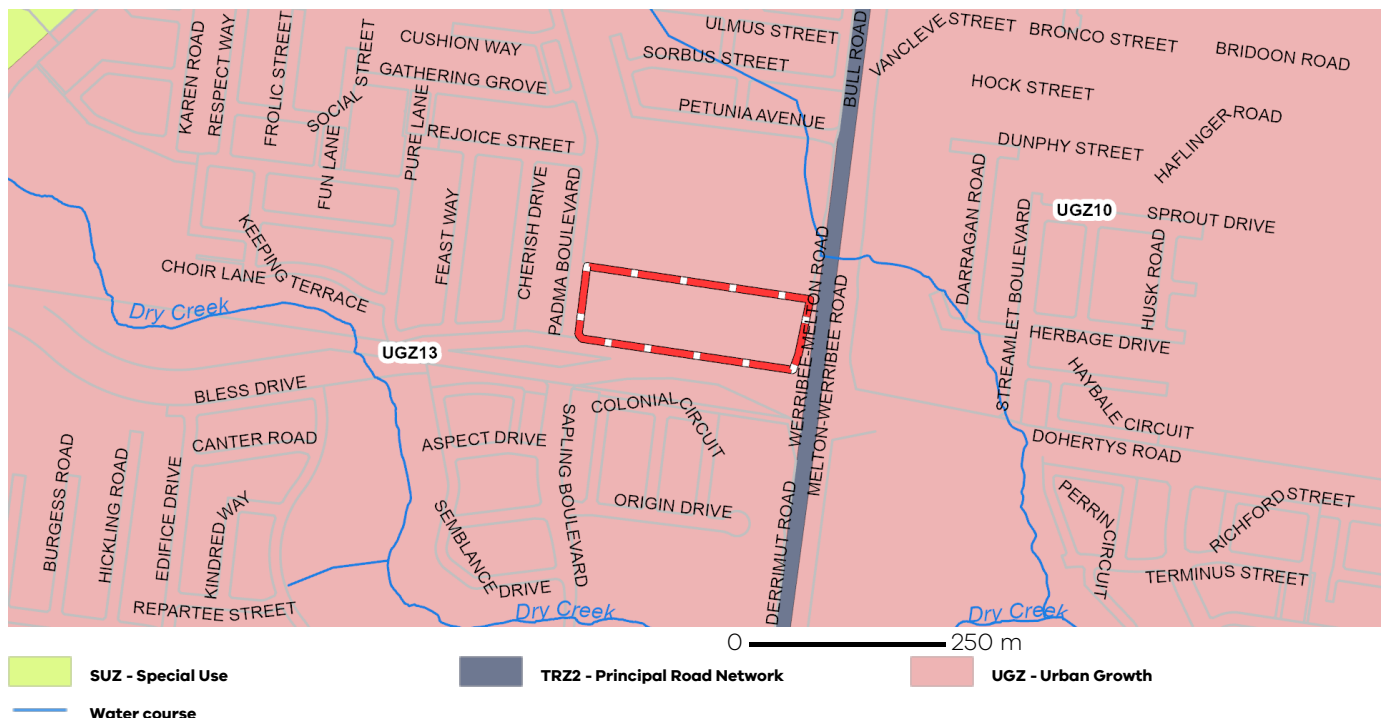 ULMUS STREET
VANCLEVE STREET
BRONCO STREET
BRIDOON ROAD
CUSHION WAY
SORBUS STREET
BULL ROAD
GATHERING GROVE
HOCK STREET
KAREN ROAD
RESPECT WAY
FROLIC STREET
SOCIAL STREET
PETUNIA AVENUE
HAFLINGER ROAD
FUN LANE
PURE LANE
REJOICE STREET
DUNPHY STREET
FEAST WAY
CHERISH DRIVE
PADMA BOULEVARD
DARRAGAN ROAD
STREAMLET BOULEVARD
UGZ10
SPROUT DRIVE
HUSK ROAD
KEEPING TERRACE
CHOIR LANE
Dry Creek
WERRIBEE-MELTON ROAD
MELTON-WERRIBEE ROAD
HERBAGE DRIVE
UGZ13
BLESS DRIVE
COLONIAL CIRCUIT
HAYBALE CIRCUIT
CANTER ROAD
ASPECT DRIVE
SAPLING BOULEVARD
DOHERTYS ROAD
BURGESS ROAD
HICKLING ROAD
EDIFICE DRIVE
KINDRED WAY
SEMBLANCE DRIVE
ORIGIN DRIVE
DERRIMUT ROAD
PERRIN CIRCUIT
RICHFORD STREET
TERMINUS STREET
REPARTEE STREET
Dry Creek
Dry Creek
0 250 m
SUZ - Special Use
TRZ2 - Principal Road Network
UGZ - Urban Growth
Water course